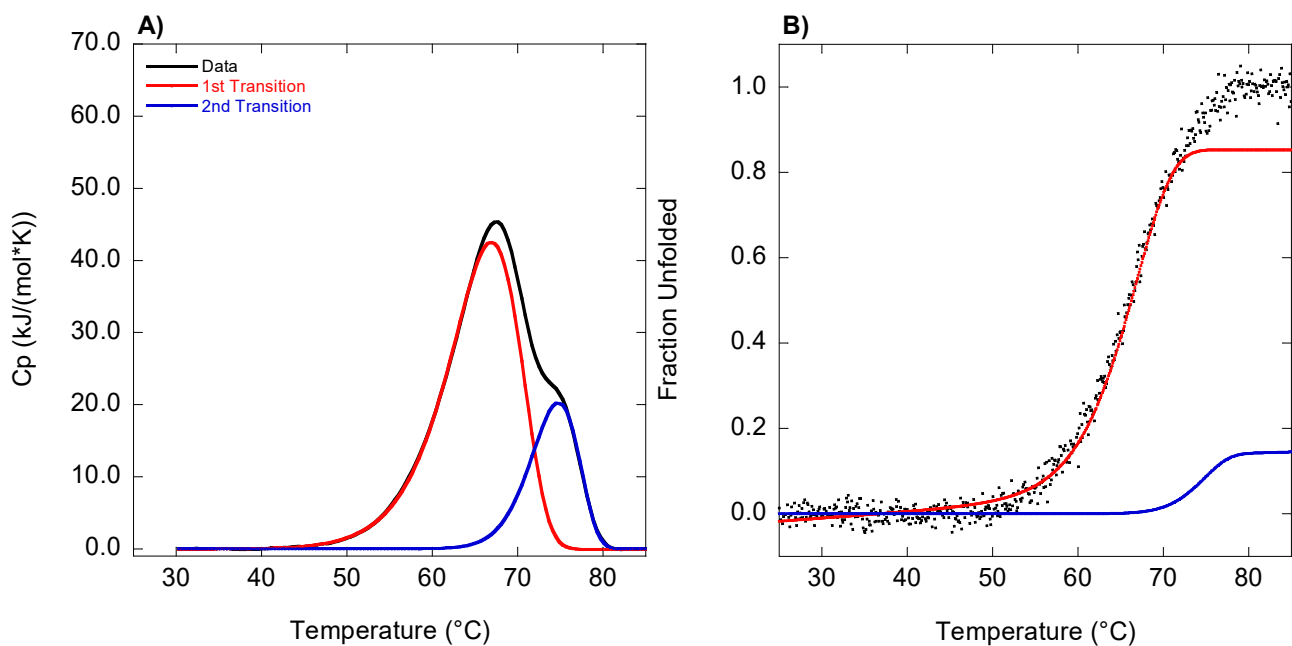 A)
70.0
60.0
50.0
40.0
30.0
20.0
10.0
0.0
Cp (kJ/(mol*K))
Data
1st Transition
2nd Transition
30 40 50 60 70 80
Temperature (°C)
B)
1.0
0.8
0.6
0.4
0.2
0.0
Fraction Unfolded
30 40 50 60 70 80
Temperature (°C)